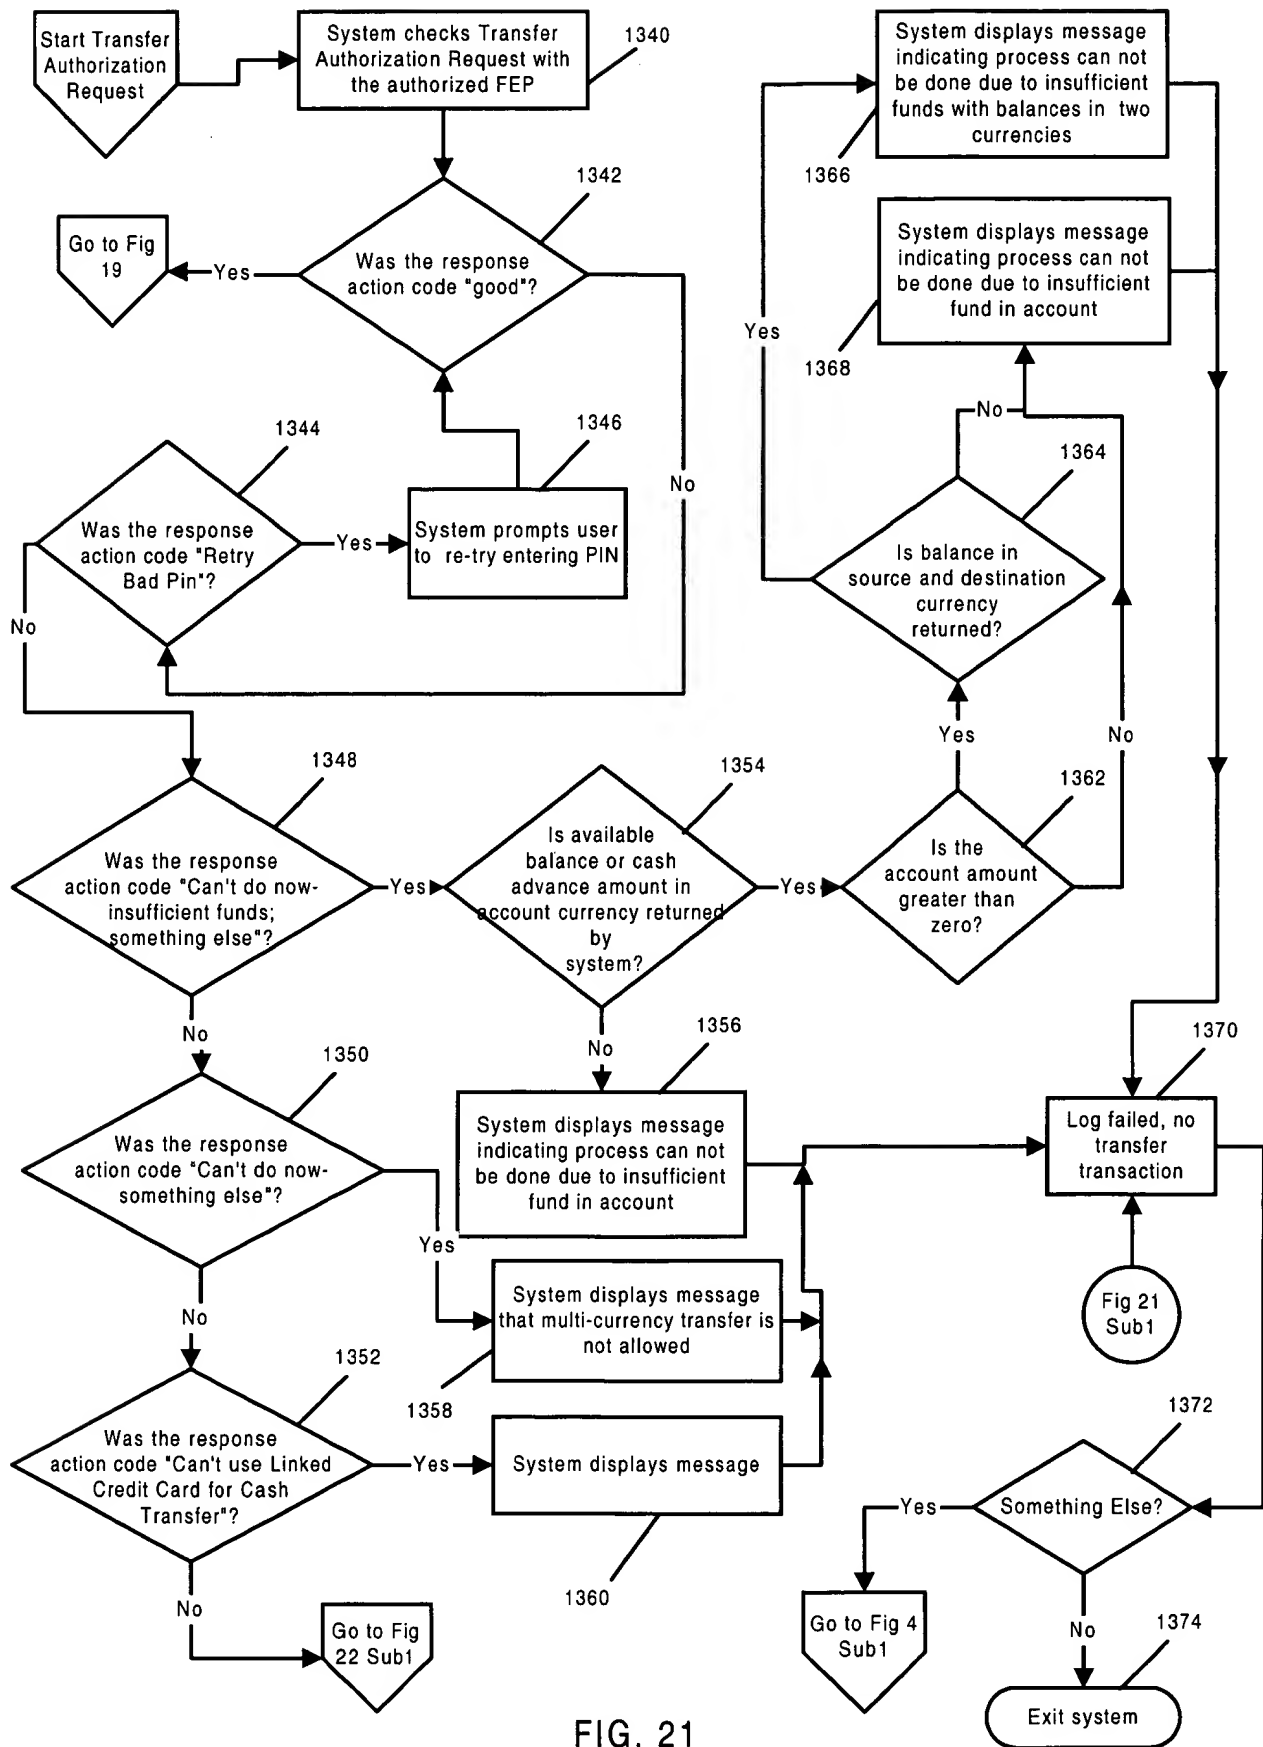 Start Transfer
Authorization
Request
System checks Transfer
Authorization Request with
the authorized FEP
1340
System displays message
indicating process can not
be done due to insufficient
funds with balances in two
currencies
1366
1342
Go to Fig
19
Yes
Was the response
action code "good"?
System displays message
indicating process can not
be done due to insufficient
fund in account
1368
Yes
No
1344
1346
No
1364
Was the response
action code "Retry
Bad Pin"?
Yes
System prompts user
to re-try entering PIN
Is balance in
source and destination
currency
returned?
No
Yes
No
1348
1354
1362
Was the response
action code "Can't do now-
insufficient funds;
something else"?
Yes
Is available
balance or cash
advance amount in
account currency returned
by
system?
Yes
Is the
account amount
greater than
zero?
No
No
1350
1356
1370
Was the response
action code "Can't do now-
something else"?
System displays message
indicating process can not
be done due to insufficient
fund in account
Log failed, no
transfer
transaction
Yes
No
System displays message
that multi-currency transfer is
not allowed
1358
Fig 21
Sub1
1352
Was the response
action code "Can't use Linked
Credit Card for Cash
Transfer"?
Yes
System displays message
1360
1372
Something Else?
Yes
No
Go to Fig
22 Sub1
Go to Fig 4
Sub1
No
1374
Exit system
FIG. 21